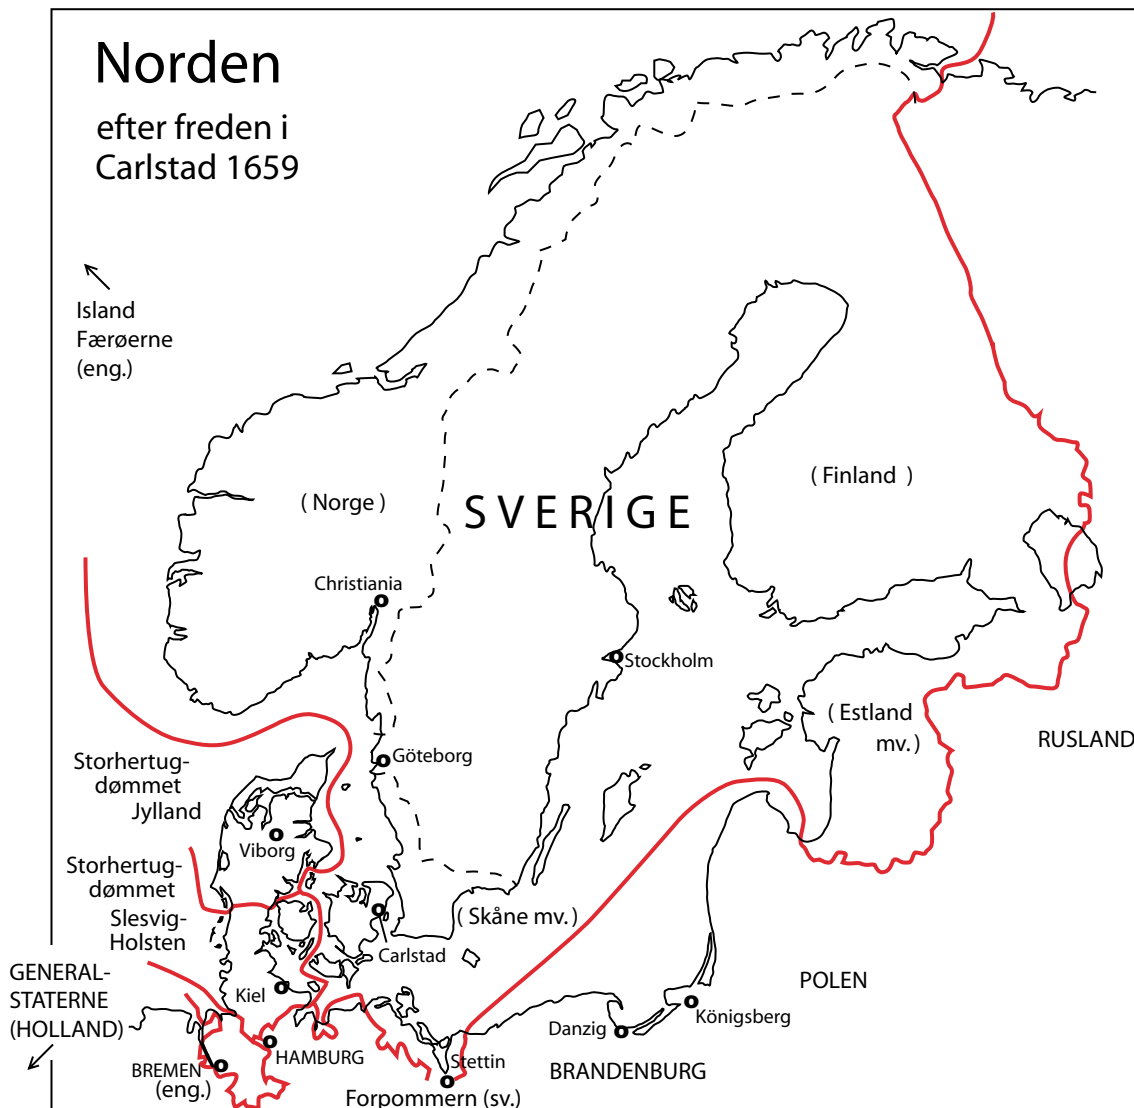 Norden
efter freden i
Carlstad 1659
Island
Færøerne
(eng.)
( Norge )
SVERIGE
( Finland )
Christiania
Stockholm
( Estland
mv. )
RUSLAND
Göteborg
Storhertug-
dømmet
Jylland
Viborg
Storhertug-
dømmet
Slesvig-
Holsten
( Skåne mv. )
Carlstad
GENERAL-
STATERNE
(HOLLAND)
Kiel
POLEN
Königsberg
Danzig
HAMBURG
Stettin
BREMEN
(eng.)
BRANDENBURG
Forpommern (sv.)